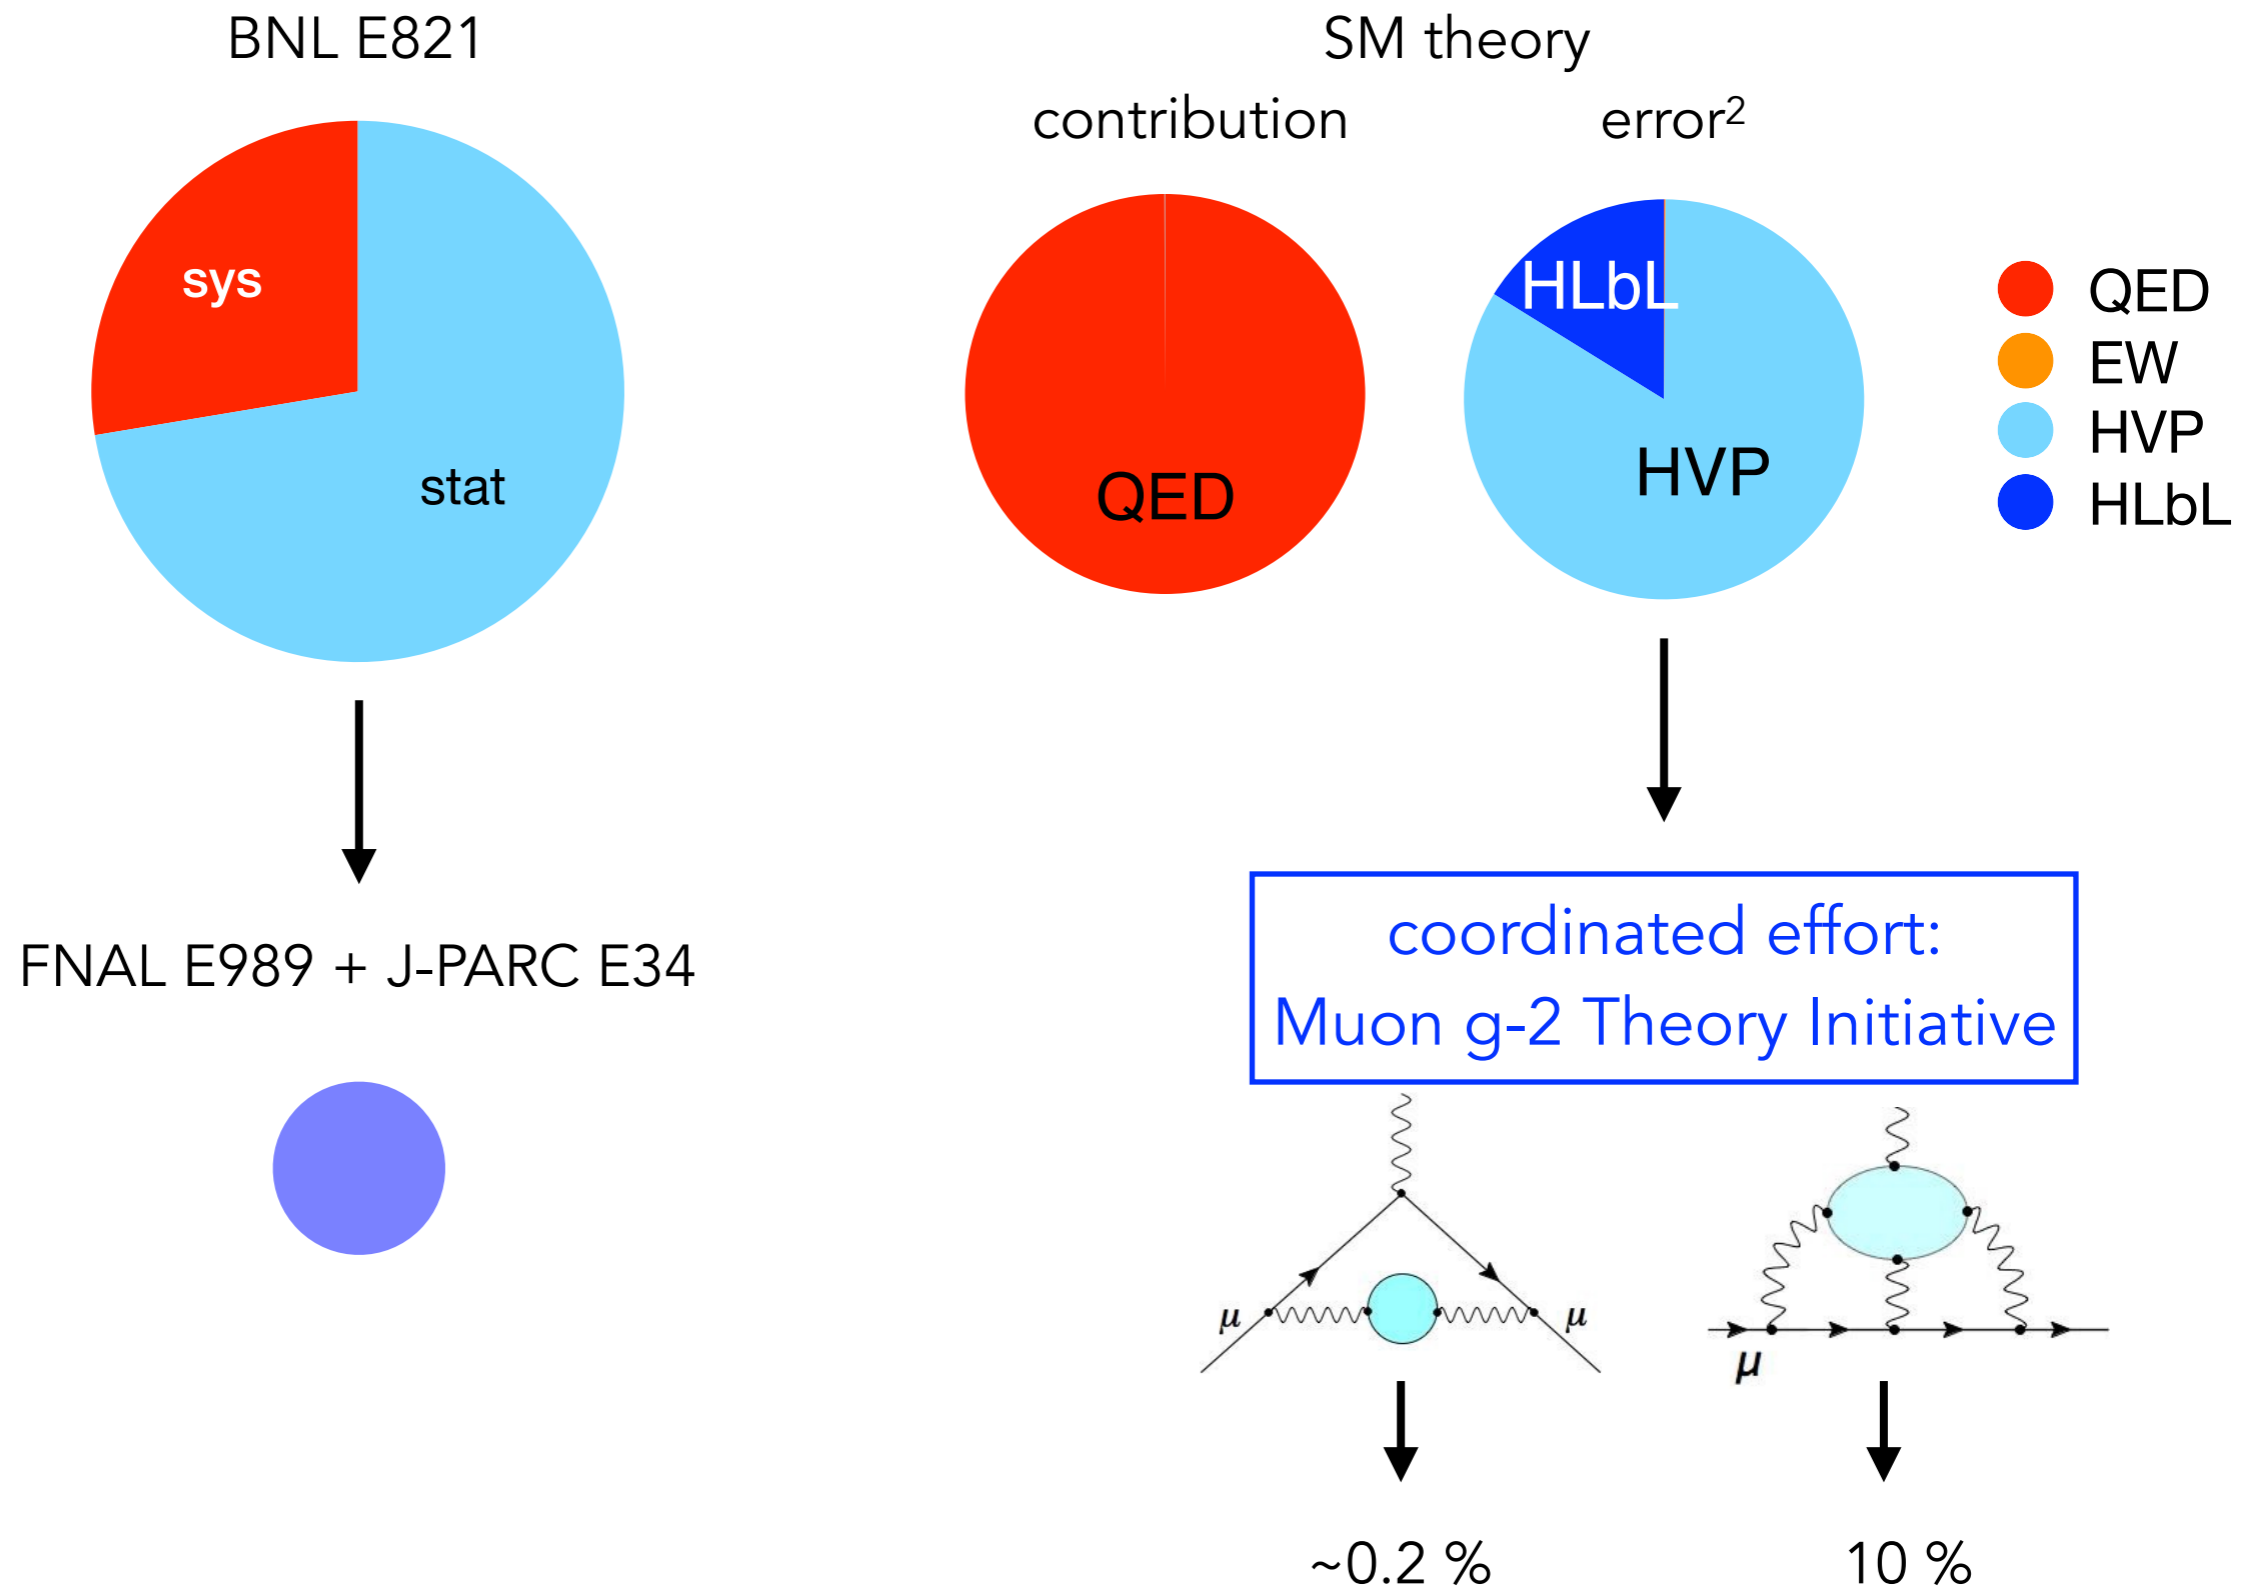 BNL E821
sys
stat
FNAL E989 + J-PARC E34
SM theory
contribution
error²
QED
HLbL
HVP
QED
EW
HVP
HLbL
coordinated effort:
Muon g-2 Theory Initiative
μ
μ
μ
~0.2 %
10 %